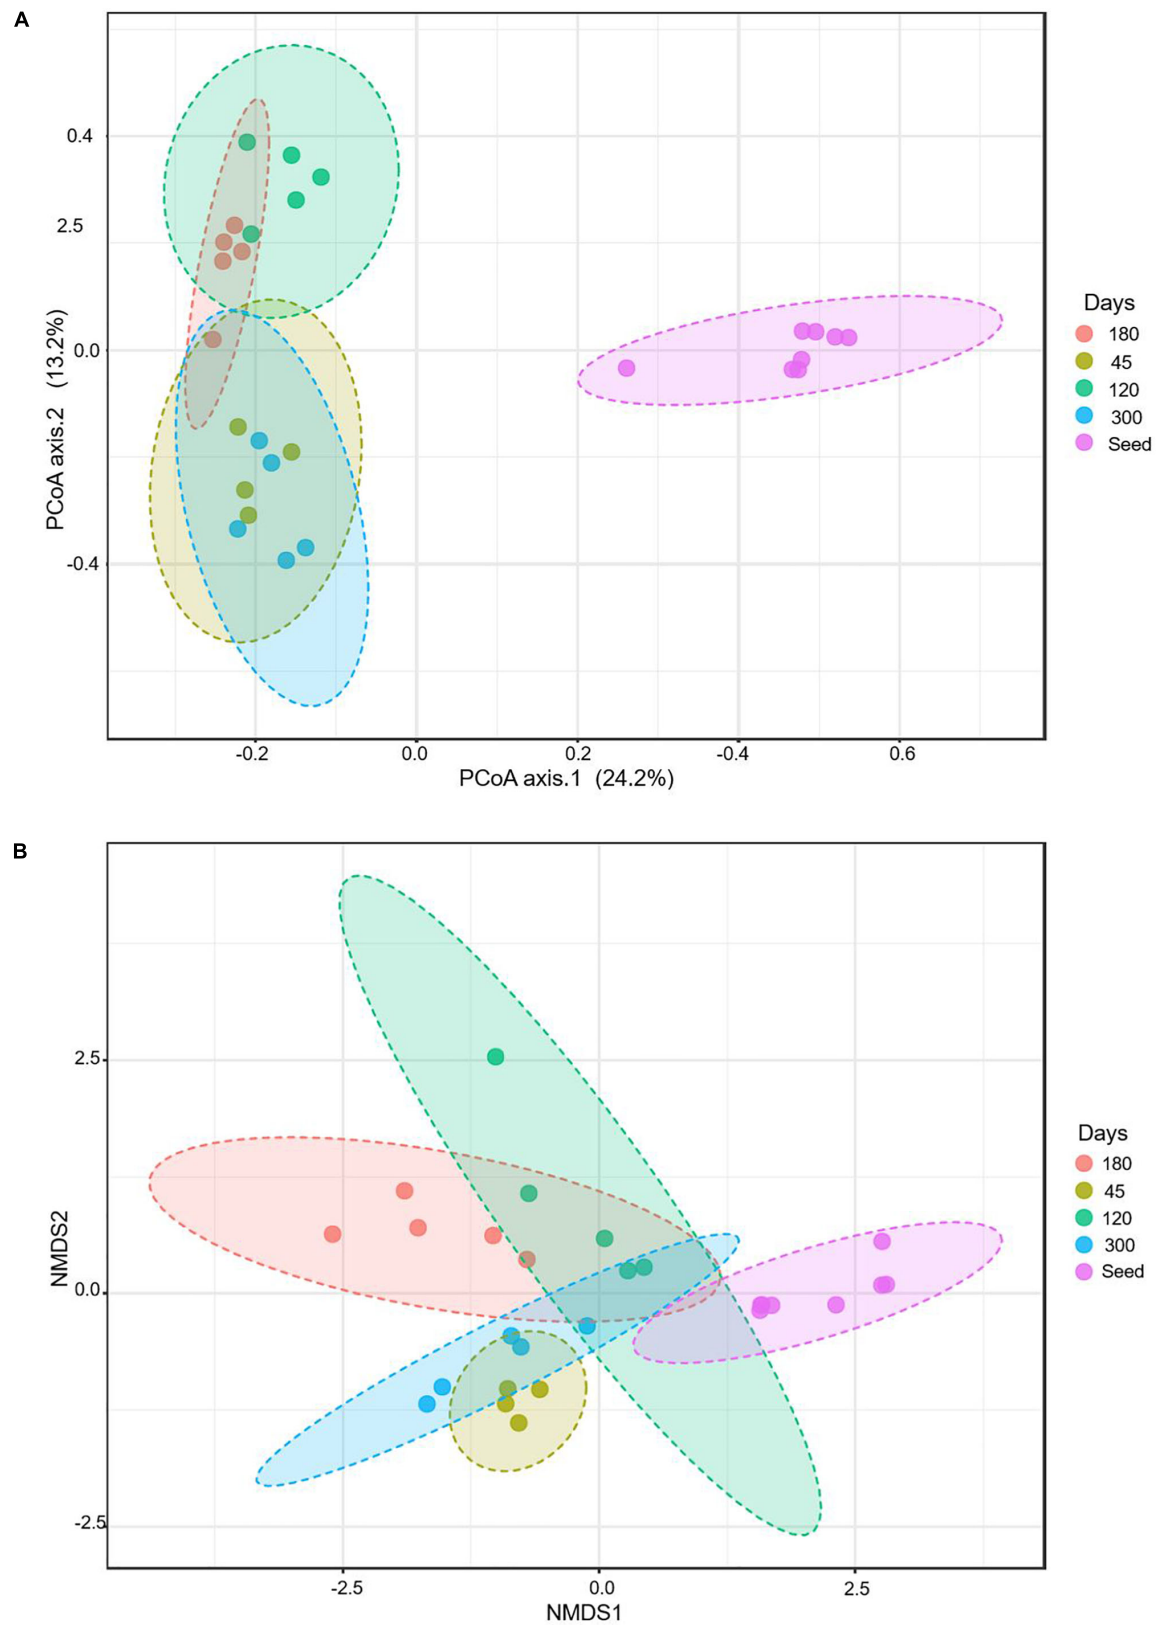 A
0.4
2.5
0.0
-0.4
PCoA axis.2 (13.2%)
-0.2 0.0 0.2 -0.4 0.6
PCoA axis.1 (24.2%)
Days
180
45
120
300
Seed
B
2.5
0.0
-2.5
NMDS2
-2.5 0.0 2.5
NMDS1
Days
180
45
120
300
Seed